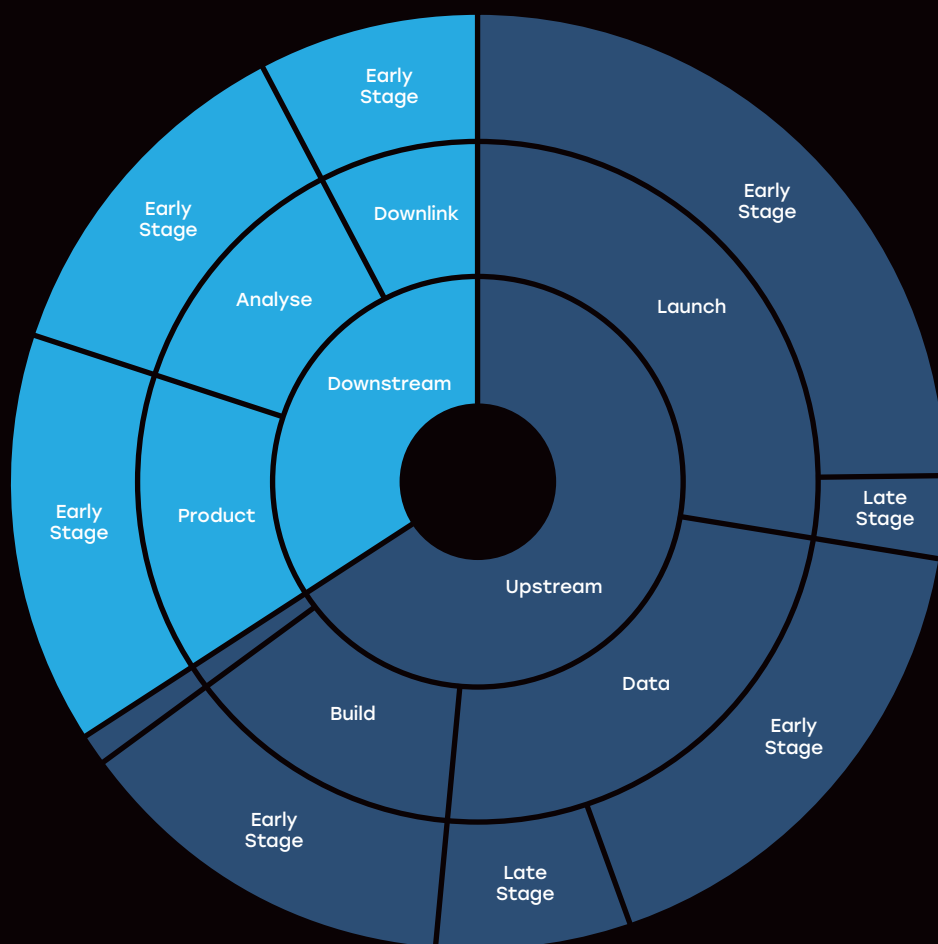 Early
Stage
Early
Stage
Downlink
Early
Stage
Analyse
Launch
Downstream
Early
Stage
Product
Late
Stage
Upstream
Data
Build
Early
Stage
Early
Stage
Late
Stage